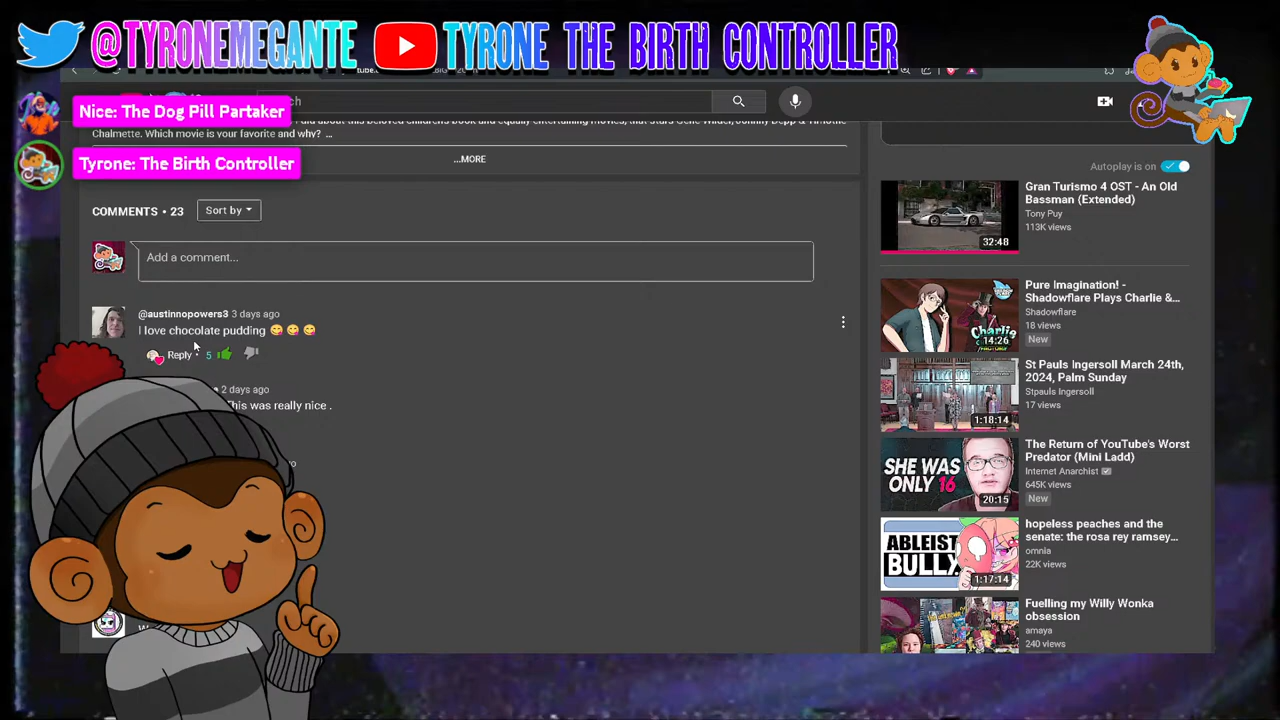 @TYRONEMEGANTE TYRONE THE BIRTH CONTROLLER
Nice: The Dog Pill Partaker
Tyrone: The Birth Controller
Chalmette. Which movie is your favorite and why? ...
...MORE
COMMENTS • 23 Sort by
Add a comment...
@austinnopowers3 3 days ago
I love chocolate pudding 😋 😋 😋
Reply • 5
2 days ago
This was really nice .
Autoplay is on
Gran Turismo 4 OST - An Old
Bassman (Extended)
Tony Puy
113K views
32:48
Pure Imagination! -
Shadowflare Plays Charlie &...
Shadowflare
18 views
New
Charlie
14:26
St Pauls Ingersoll March 24th,
2024, Palm Sunday
Stpauls Ingersoll
17 views
1:18:14
The Return of YouTube's Worst
Predator (Mini Ladd)
Internet Anarchist
645K views
New
SHE WAS
ONLY 16
20:15
hopeless peaches and the
senate: the rosa rey ramsey...
omnia
22K views
ABLEIST
BULLY
1:17:14
Fuelling my Willy Wonka
obsession
amaya
240 views